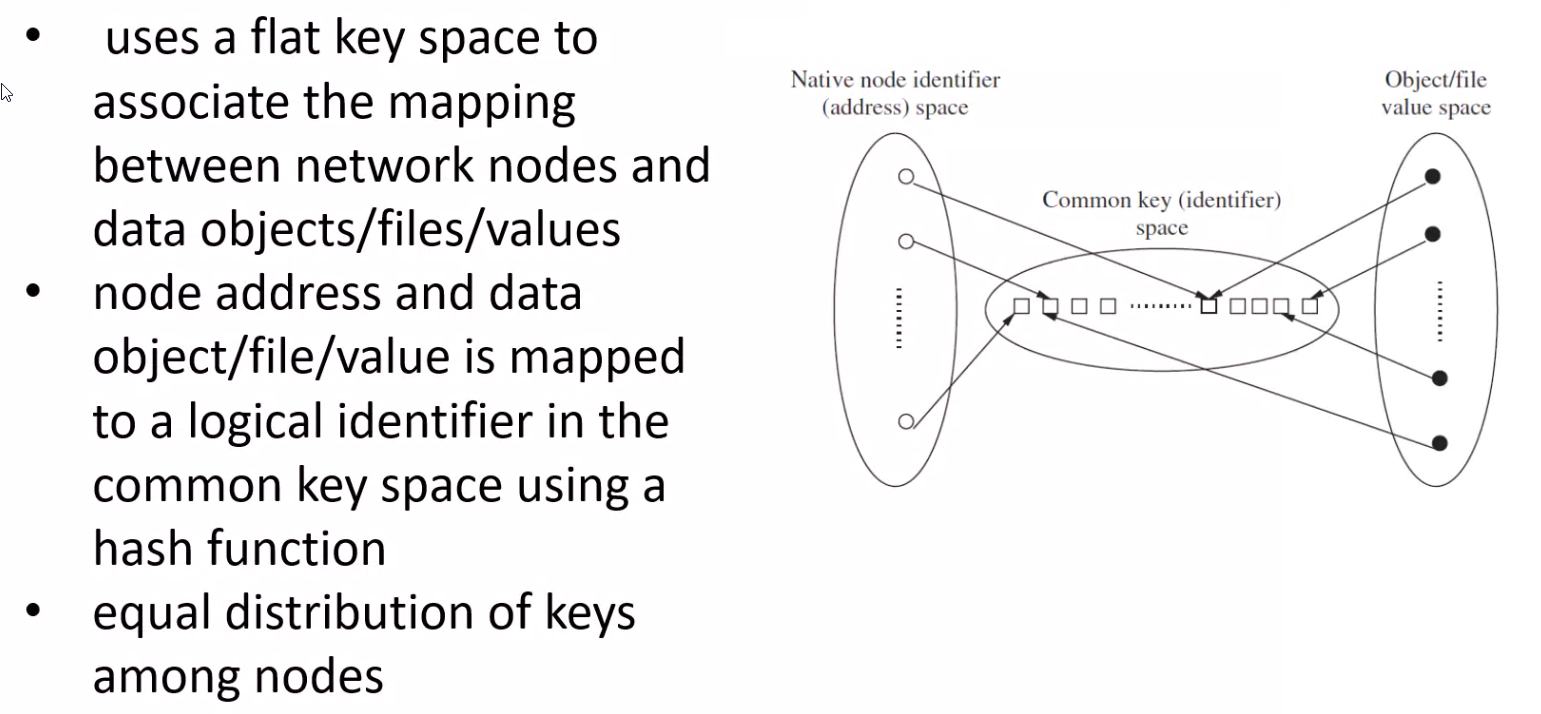 • uses a flat key space to
associate the mapping
between network nodes and
data objects/files/values
• node address and data
object/file/value is mapped
to a logical identifier in the
common key space using a
hash function
• equal distribution of keys
among nodes
Native node identifier
(address) space
Object/file
value space
Common key (identifier)
space